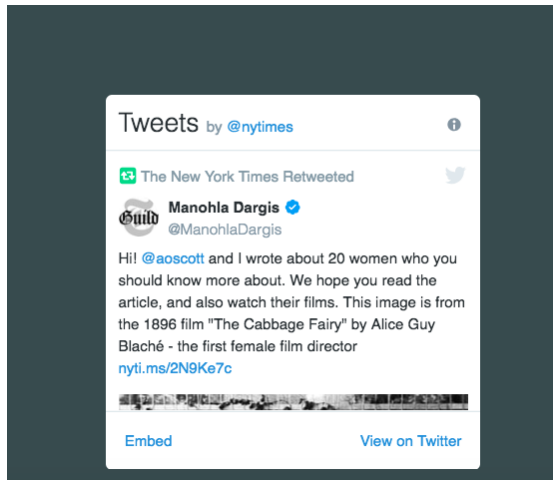 Tweets by @nytimes
The New York Times Retweeted
Guild
Manohla Dargis
@ManohlaDargis
Hi! @aoscott and I wrote about 20 women who you
should know more about. We hope you read the
article, and also watch their films. This image is from
the 1896 film "The Cabbage Fairy" by Alice Guy
Blaché - the first female film director
nyti.ms/2N9Ke7c
Embed View on Twitter